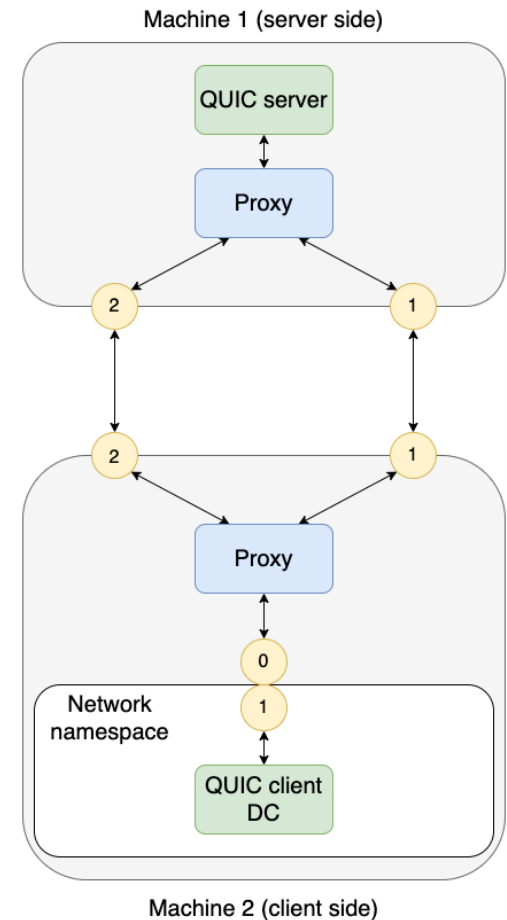 Machine 1 (server side)
QUIC server
Proxy
2
1
2
1
Proxy
0
1
Network
namespace
QUIC client
DC
Machine 2 (client side)